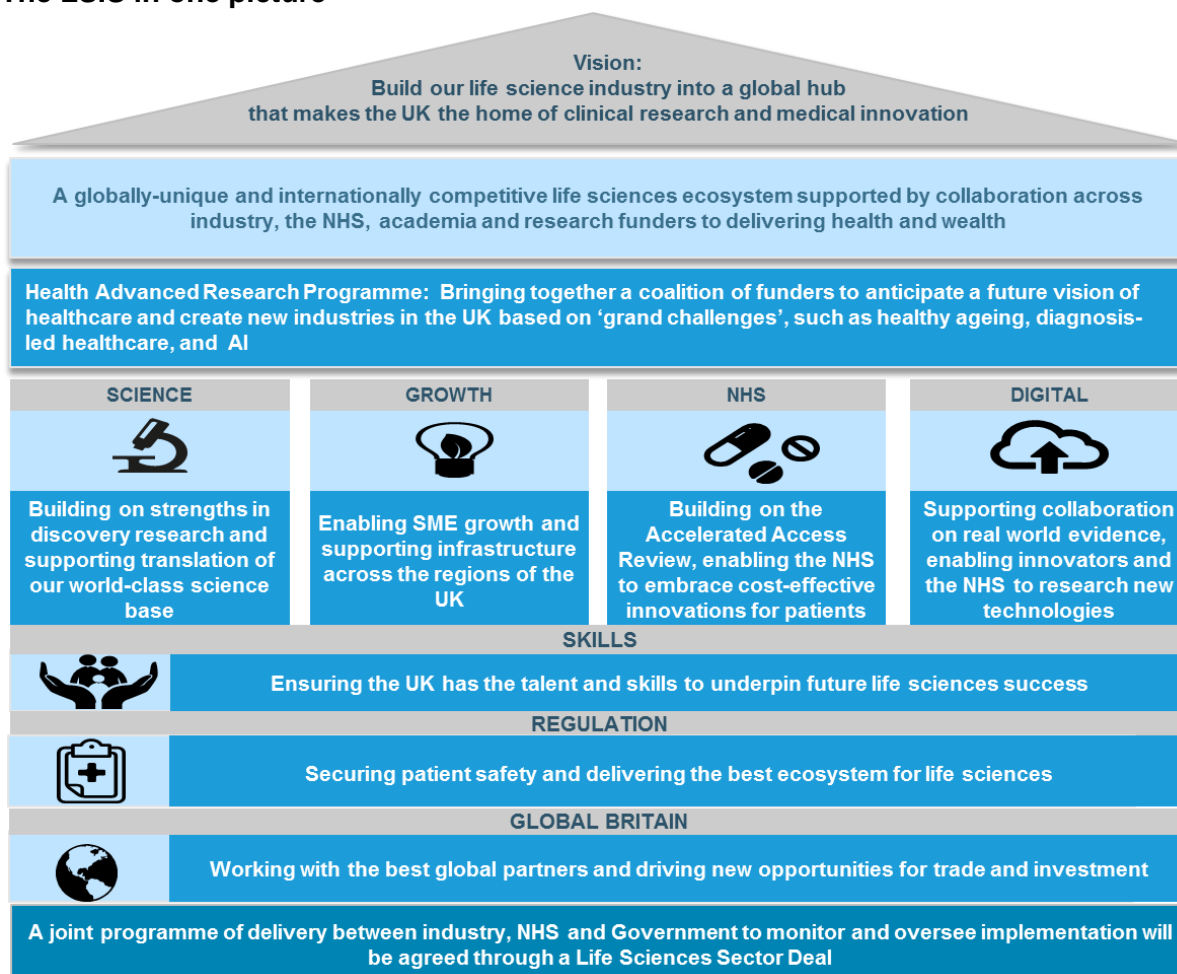 The LSIS in one picture
Vision:
Build our life science industry into a global hub
that makes the UK the home of clinical research and medical innovation
A globally-unique and internationally competitive life sciences ecosystem supported by collaboration across
industry, the NHS, academia and research funders to delivering health and wealth
Health Advanced Research Programme: Bringing together a coalition of funders to anticipate a future vision of
healthcare and create new industries in the UK based on ‘grand challenges’, such as healthy ageing, diagnosis-
led healthcare, and AI
SCIENCE
Building on strengths in
discovery research and
supporting translation of
our world-class science
base
GROWTH
Enabling SME growth and
supporting infrastructure
across the regions of the
UK
NHS
Building on the
Accelerated Access
Review, enabling the NHS
to embrace cost-effective
innovations for patients
DIGITAL
Supporting collaboration
on real world evidence,
enabling innovators and
the NHS to research new
technologies
SKILLS
Ensuring the UK has the talent and skills to underpin future life sciences success
REGULATION
Securing patient safety and delivering the best ecosystem for life sciences
GLOBAL BRITAIN
Working with the best global partners and driving new opportunities for trade and investment
A joint programme of delivery between industry, NHS and Government to monitor and oversee implementation will
be agreed through a Life Sciences Sector Deal